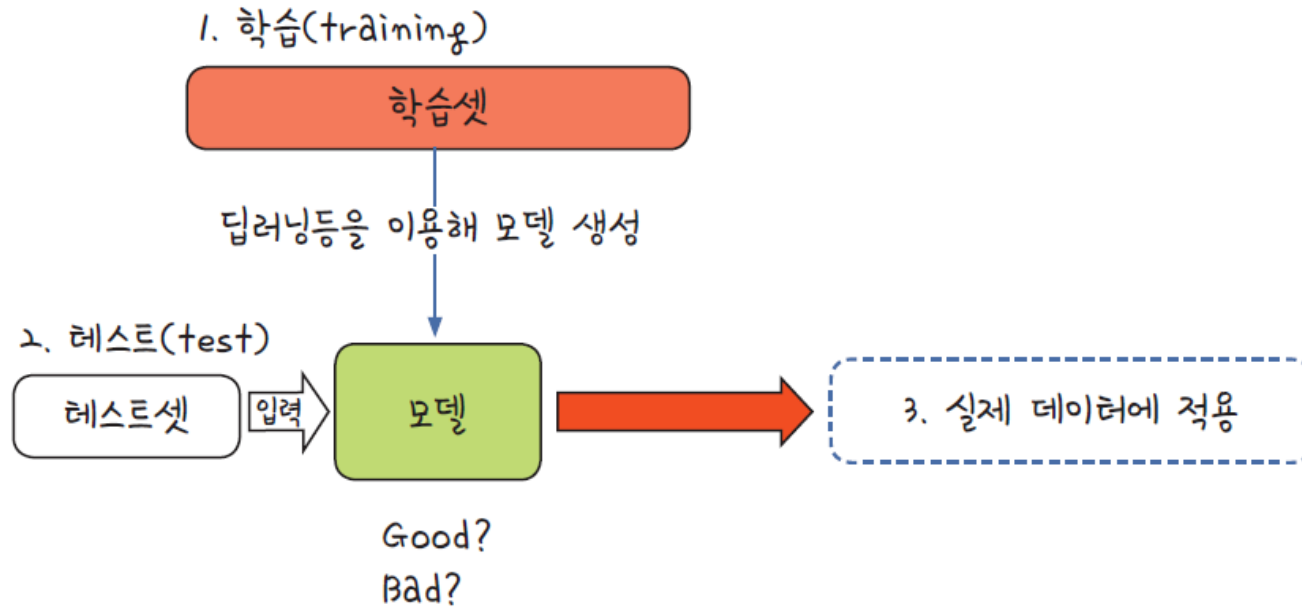 1. 학습(training)
학습셋
딥러닝등을 이용해 모델 생성
2. 테스트(test)
테스트셋
입력
모델
3. 실제 데이터에 적용
Good?
Bad?